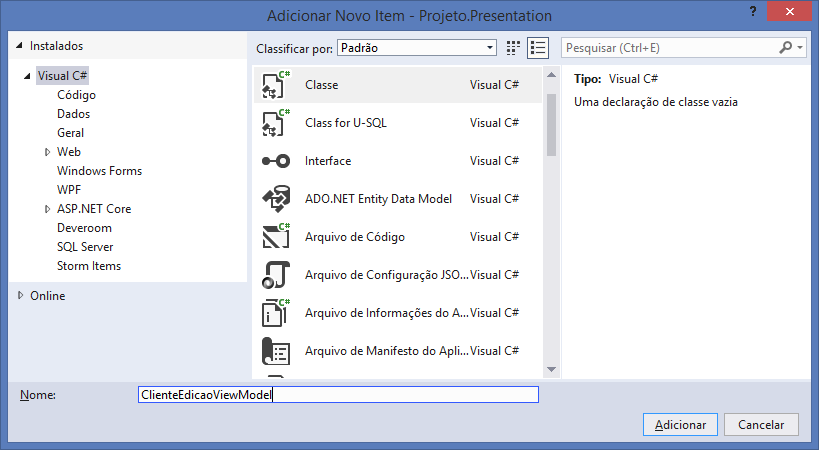 Adicionar Novo Item - Projeto.Presentation
?
Instalados
Classificar por: Padrão
Pesquisar (Ctrl+E)
Visual C#
Código
Dados
Geral
Web
Windows Forms
WPF
ASP.NET Core
Deveroom
SQL Server
Storm Items
Online
C# Classe Visual C#
C# Class for U-SQL Visual C#
Interface Visual C#
ADO.NET Entity Data Model Visual C#
C# Arquivo de Código Visual C#
Arquivo de Configuração JSO... Visual C#
C# Arquivo de Informações do A... Visual C#
Arquivo de Manifesto do Apli... Visual C#
Tipo: Visual C#
Uma declaração de classe vazia
Nome: ClienteEdicaoViewModel
Adicionar
Cancelar